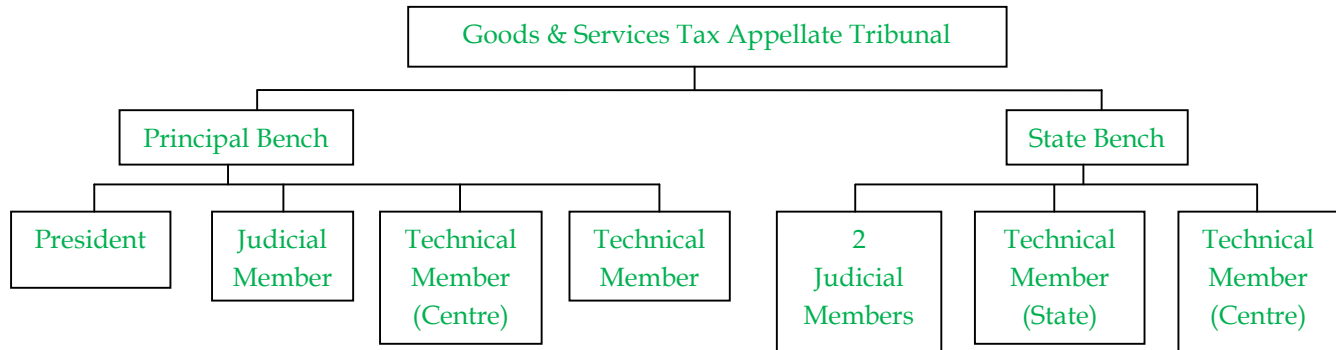 Goods & Services Tax Appellate Tribunal
Principal Bench
State Bench
President
Judicial
Member
Technical
Member
(Centre)
Technical
Member
2
Judicial
Members
Technical
Member
(State)
Technical
Member
(Centre)